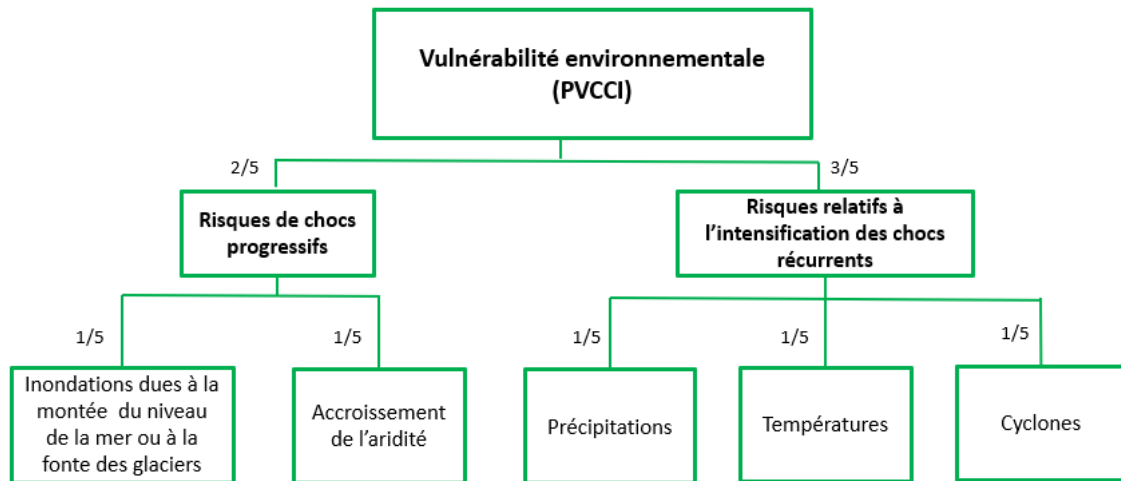 Vulnérabilité environnementale
(PVCCI)
2/5
3/5
Risques de chocs
progressifs
Risques relatifs à
l'intensification des chocs
récurrents
1/5
1/5
1/5
1/5
1/5
Inondations dues à la
montée du niveau
de la mer ou à la
fonte des glaciers
Accroissement
de l'aridité
Précipitations
Températures
Cyclones